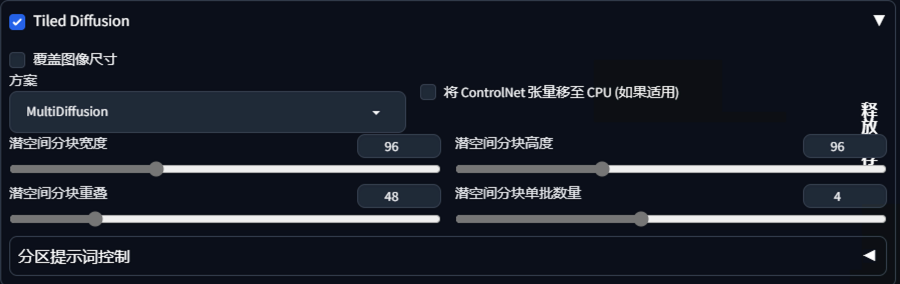 Tiled Diffusion
覆盖图像尺寸
方案
MultiDiffusion
将 ControlNet 张量移至 CPU (如果适用)
释放
存
潜空间分块宽度
96
潜空间分块高度
96
潜空间分块重叠
48
潜空间分块单批数量
4
分区提示词控制